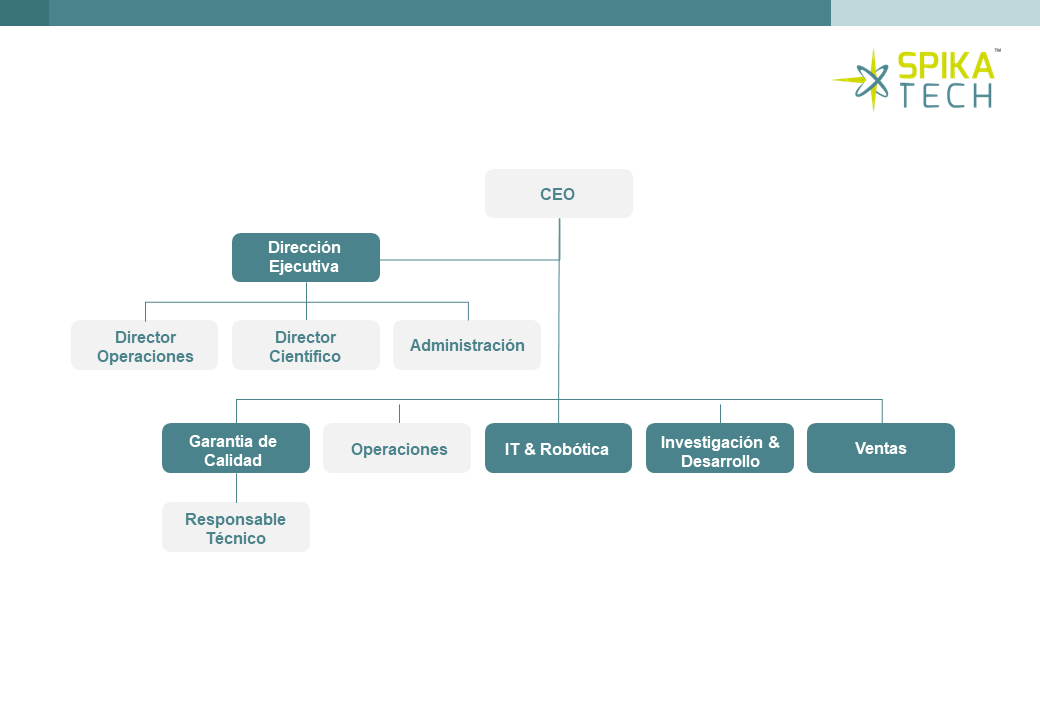 SPIKA ™
TECH
CEO
Dirección
Ejecutiva
Director
Operaciones
Director
Científico
Administración
Garantia de
Calidad
Operaciones
IT & Robótica
Investigación &
Desarrollo
Ventas
Responsable
Técnico